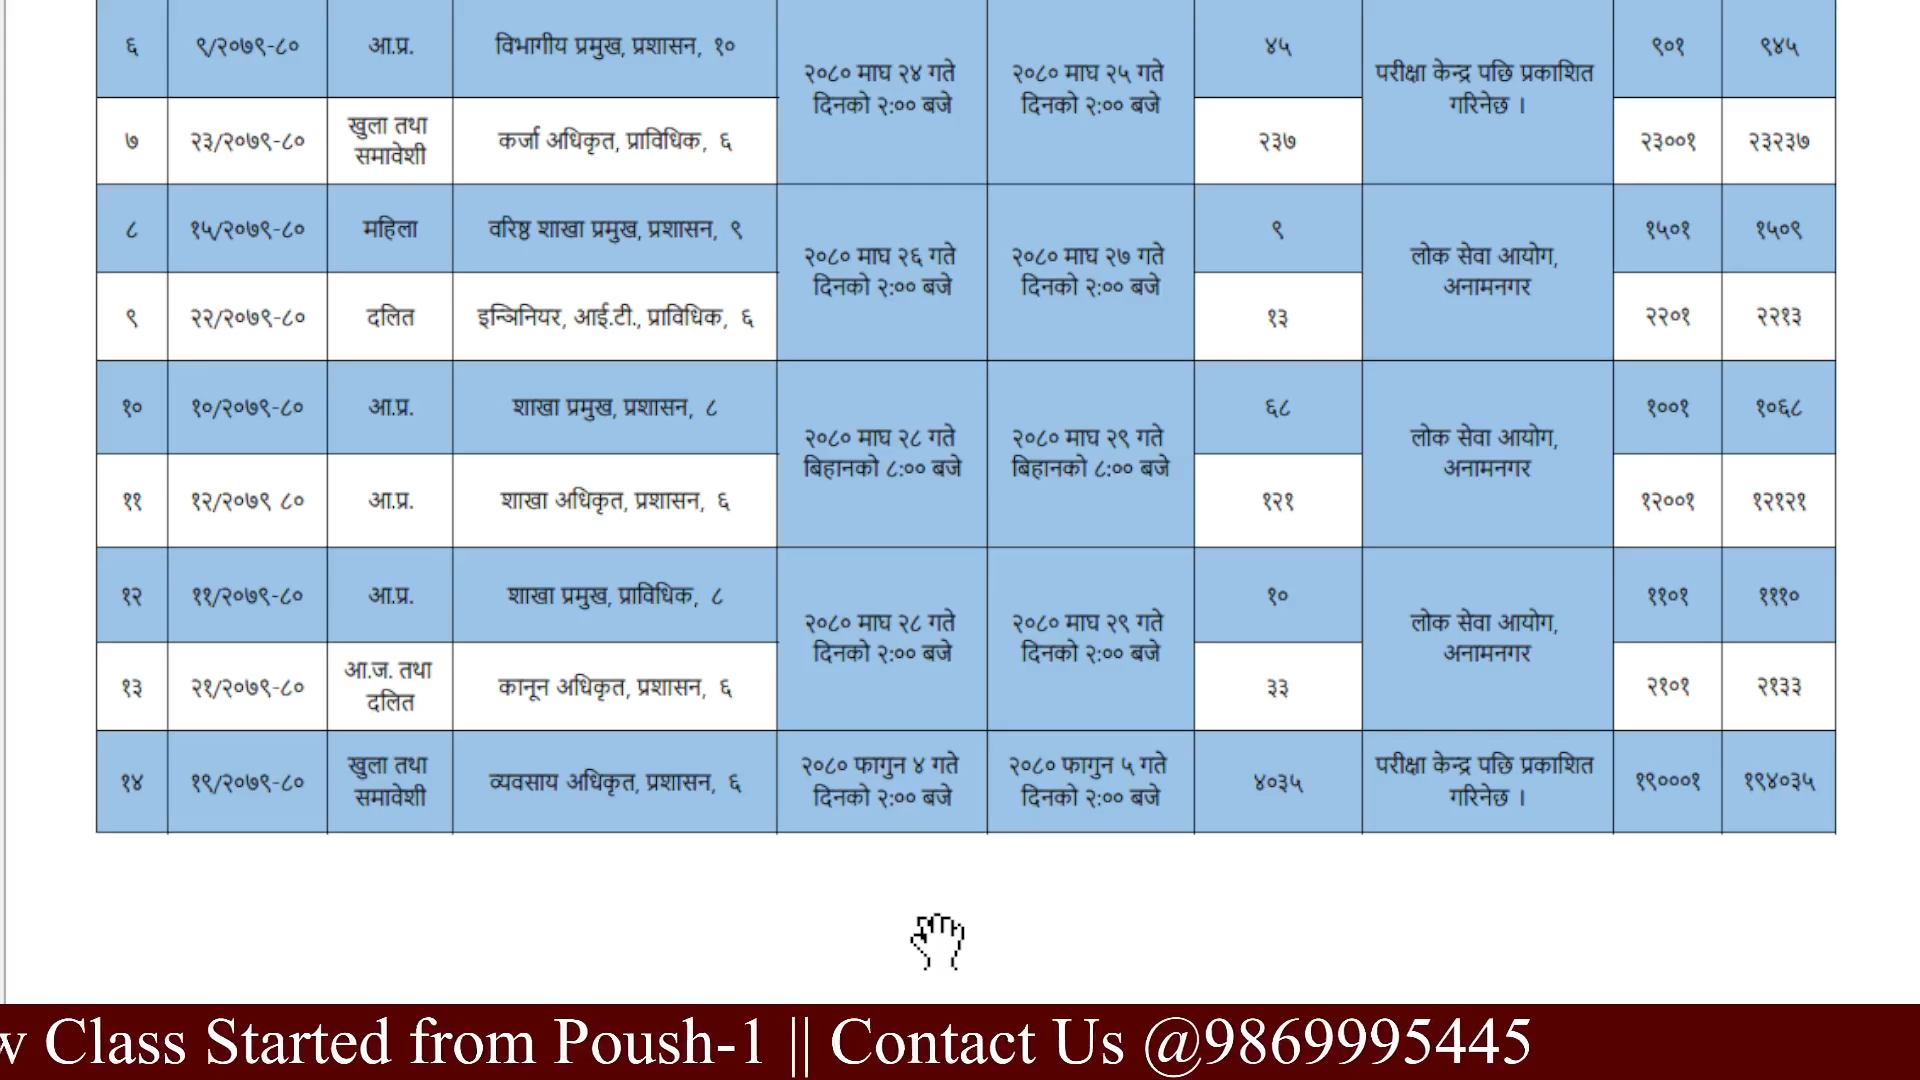 ६ ९/२०७९-८० आ.प्र. विभागीय प्रमुख, प्रशासन, १० २०८० माघ २४ गते दिनको २:०० बजे २०८० माघ २५ गते दिनको २:०० बजे ४५ परीक्षा केन्द्र पछि प्रकाशित गरिनेछ । ९०१ ९४५
७ २३/२०७९-८० खुला तथा समावेशी कर्जा अधिकृत, प्राविधिक, ६ २३७ २३००१ २३२३७
८ १५/२०७९-८० महिला वरिष्ठ शाखा प्रमुख, प्रशासन, ९ २०८० माघ २६ गते दिनको २:०० बजे २०८० माघ २७ गते दिनको २:०० बजे ९ लोक सेवा आयोग, अनामनगर १५०१ १५०९
९ २२/२०७९-८० दलित इन्जिनियर, आई.टी., प्राविधिक, ६ १३ २२०१ २२१३
१० १०/२०७९-८० आ.प्र. शाखा प्रमुख, प्रशासन, ८ २०८० माघ २८ गते बिहानको ८:०० बजे २०८० माघ २९ गते बिहानको ८:०० बजे ६८ लोक सेवा आयोग, अनामनगर १००१ १०६८
११ १२/२०७९ ८० आ.प्र. शाखा अधिकृत, प्रशासन, ६ १२१ १२००१ १२१२१
१२ ११/२०७९-८० आ.प्र. शाखा प्रमुख, प्राविधिक, ८ २०८० माघ २८ गते दिनको २:०० बजे २०८० माघ २९ गते दिनको २:०० बजे १० लोक सेवा आयोग, अनामनगर ११०१ १११०
१३ २१/२०७९-८० आ.ज. तथा दलित कानून अधिकृत, प्रशासन, ६ ३३ २१०१ २१३३
१४ १९/२०७९-८० खुला तथा समावेशी व्यवसाय अधिकृत, प्रशासन, ६ २०८० फागुन ४ गते दिनको २:०० बजे २०८० फागुन ५ गते दिनको २:०० बजे ४०३५ परीक्षा केन्द्र पछि प्रकाशित गरिनेछ । १९०००१ १९४०३५
w Class Started from Poush-1 || Contact Us @9869995445